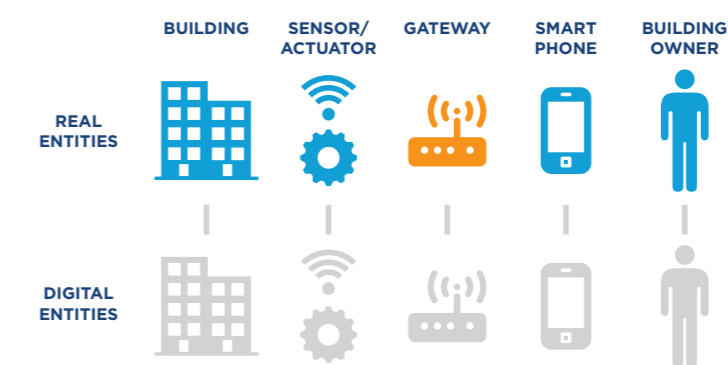 BUILDING
SENSOR/
ACTUATOR
GATEWAY
SMART
PHONE
BUILDING
OWNER
REAL
ENTITIES
DIGITAL
ENTITIES